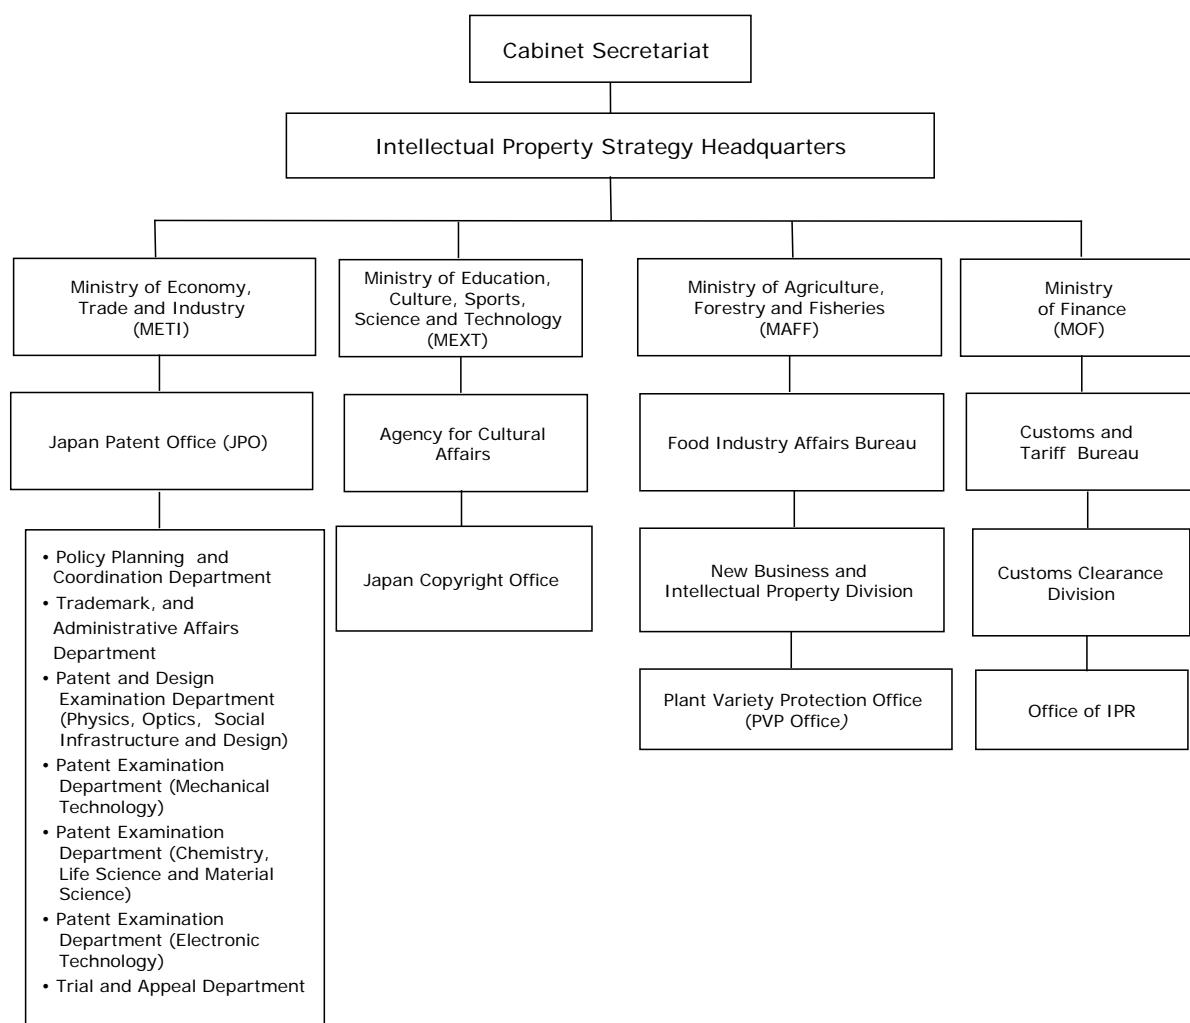 Cabinet Secretariat
Intellectual Property Strategy Headquarters
Ministry of Economy,
Trade and Industry
(METI)
Ministry of Education,
Culture, Sports,
Science and Technology
(MEXT)
Ministry of Agriculture,
Forestry and Fisheries
(MAFF)
Ministry
of Finance
(MOF)
Japan Patent Office (JPO)
Agency for Cultural
Affairs
Food Industry Affairs Bureau
Customs and
Tariff Bureau
• Policy Planning and
Coordination Department
• Trademark, and
Administrative Affairs
Department
• Patent and Design
Examination Department
(Physics, Optics, Social
Infrastructure and Design)
• Patent Examination
Department (Mechanical
Technology)
• Patent Examination
Department (Chemistry,
Life Science and Material
Science)
• Patent Examination
Department (Electronic
Technology)
• Trial and Appeal Department
Japan Copyright Office
New Business and
Intellectual Property Division
Customs Clearance
Division
Plant Variety Protection Office
(PVP Office)
Office of IPR